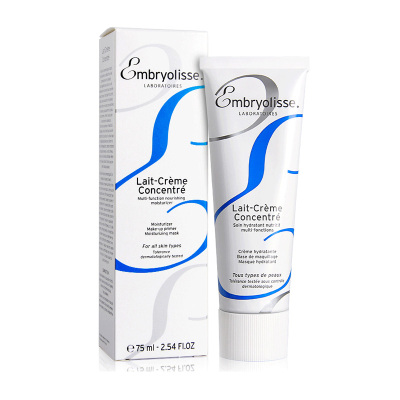 Embryolisse.
LABORATOIRES
Lait-Crème
Concentré
Multi-function nourishing
moisturizer
Moisturizer
Make-up primer
Moisturizing mask
For all skin types
Tolerance
dermatologically tested
℮ 75 ml - 2.54 FL.OZ
Embryolisse.
LABORATOIRES
Lait-Crème
Concentré
Soin hydratant nutritif
multi fonctions
Crème hydratante
Base de maquillage
Masque hydratant
Tous types de peaux
Tolérance testée sous contrôle
dermatologique